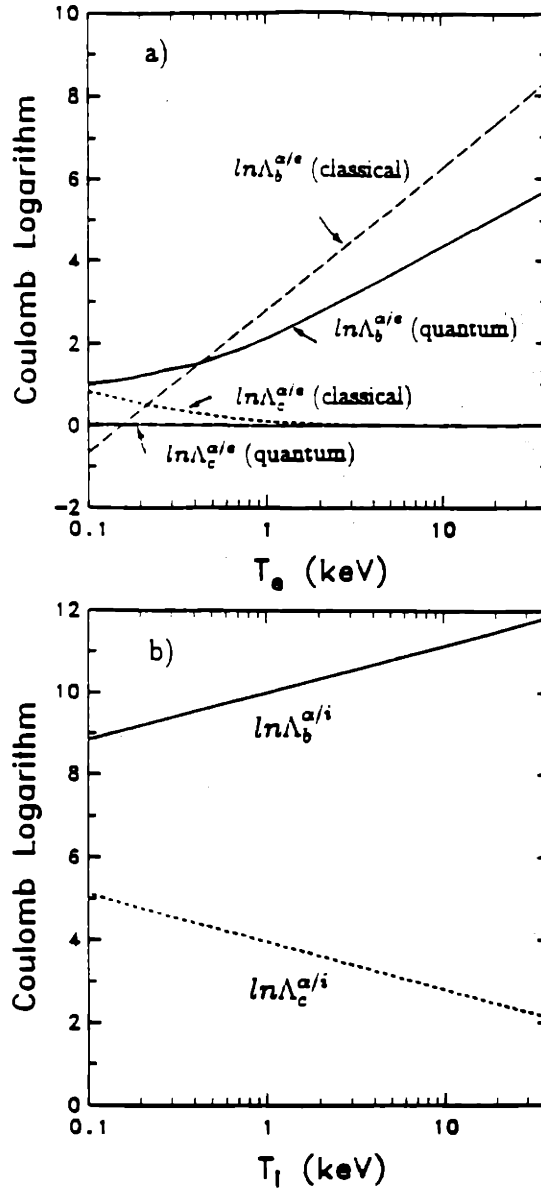 10
a)
8
lnΛ_b^{α/e} (classical)
6
4
lnΛ_b^{α/e} (quantum)
2
lnΛ_c^{α/e} (classical)
0
lnΛ_c^{α/e} (quantum)
−2
0.1 1 10
T_e (keV)
Coulomb Logarithm
12
b)
10
lnΛ_b^{α/i}
8
6
4
lnΛ_c^{α/i}
2
0
0.1 1 10
T_i (keV)
Coulomb Logarithm